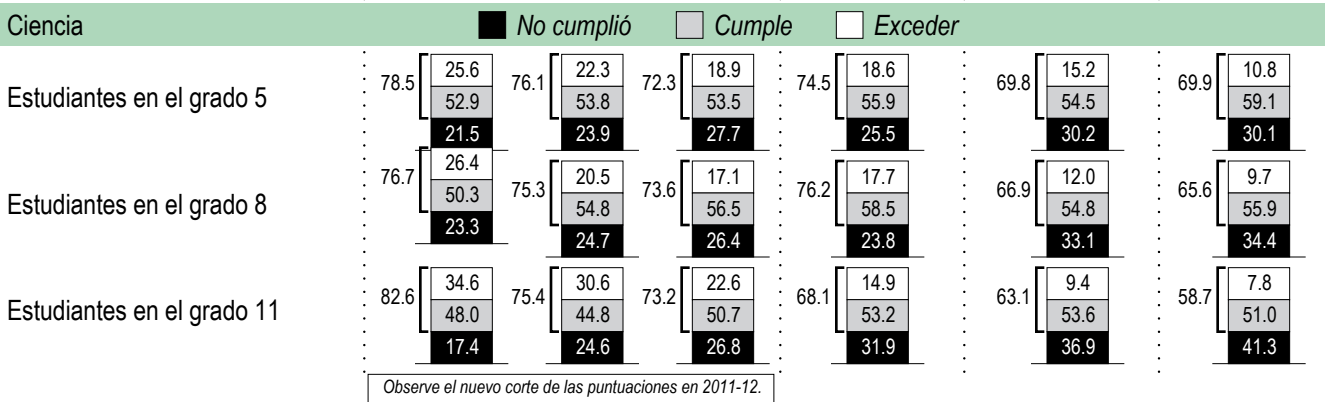 Ciencia No cumplió Cumple Exceder
Estudiantes en el grado 5
78.5 25.6 52.9 21.5
76.1 22.3 53.8 23.9
72.3 18.9 53.5 27.7
74.5 18.6 55.9 25.5
69.8 15.2 54.5 30.2
69.9 10.8 59.1 30.1
Estudiantes en el grado 8
76.7 26.4 50.3 23.3
75.3 20.5 54.8 24.7
73.6 17.1 56.5 26.4
76.2 17.7 58.5 23.8
66.9 12.0 54.8 33.1
65.6 9.7 55.9 34.4
Estudiantes en el grado 11
82.6 34.6 48.0 17.4
75.4 30.6 44.8 24.6
73.2 22.6 50.7 26.8
68.1 14.9 53.2 31.9
63.1 9.4 53.6 36.9
58.7 7.8 51.0 41.3
Observe el nuevo corte de las puntuaciones en 2011-12.